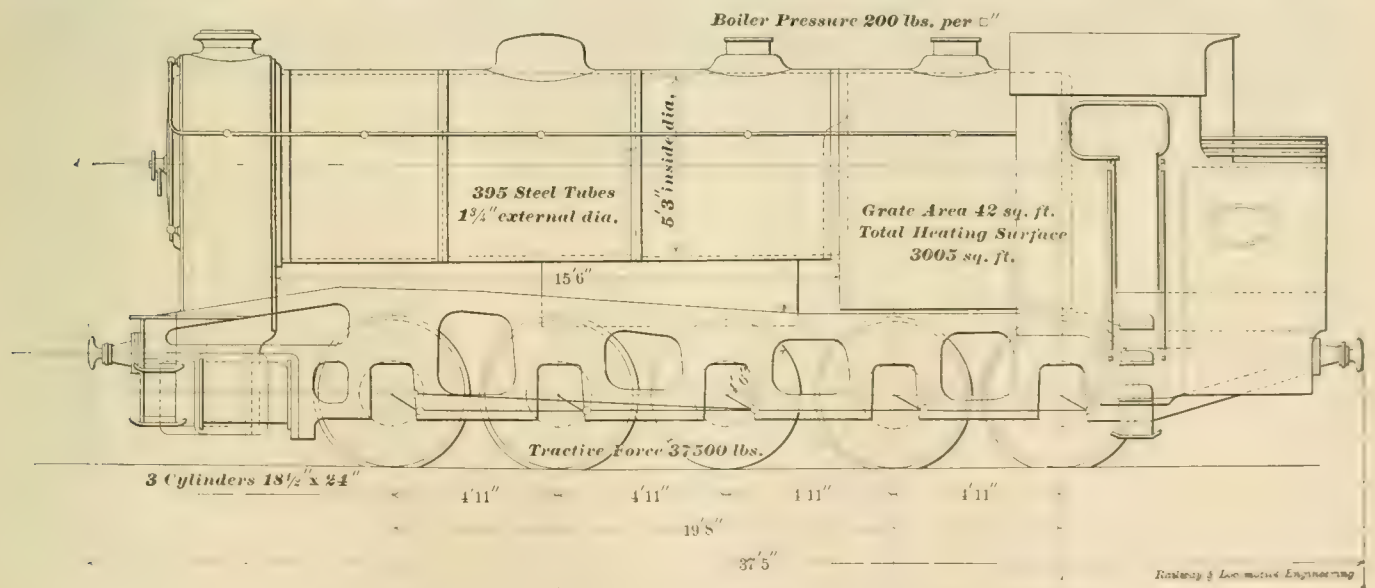 Boiler Pressure 200 lbs. per □"
5'3" inside dia.
395 Steel Tubes
1¾" external dia.
Grate Area 42 sq. ft.
Total Heating Surface
3005 sq. ft.
15'6"
Tractive Force 37500 lbs.
3 Cylinders 18½" x 24"
4'11" 4'11" 4'11" 4'11"
19'8"
37'5"
Railway & Locomotive Engineering